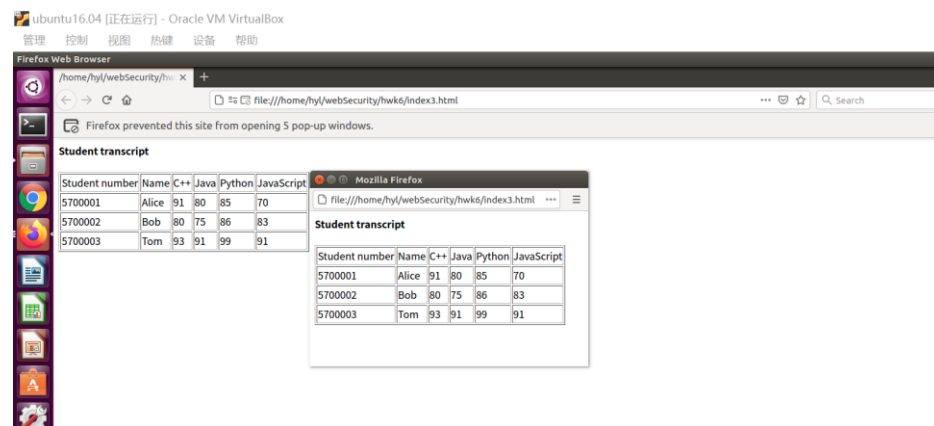 ubuntu16.04 [正在运行] - Oracle VM VirtualBox
管理 控制 视图 热键 设备 帮助
Firefox Web Browser
/home/hyl/webSecurity/hw × +
file:///home/hyl/webSecurity/hwk6/index3.html ••• Search
Firefox prevented this site from opening 5 pop-up windows.
Student transcript
Student number Name C++ Java Python JavaScript
5700001 Alice 91 80 85 70
5700002 Bob 80 75 86 83
5700003 Tom 93 91 99 91
Mozilla Firefox
file:///home/hyl/webSecurity/hwk6/index3.html •••
Student transcript
Student number Name C++ Java Python JavaScript
5700001 Alice 91 80 85 70
5700002 Bob 80 75 86 83
5700003 Tom 93 91 99 91